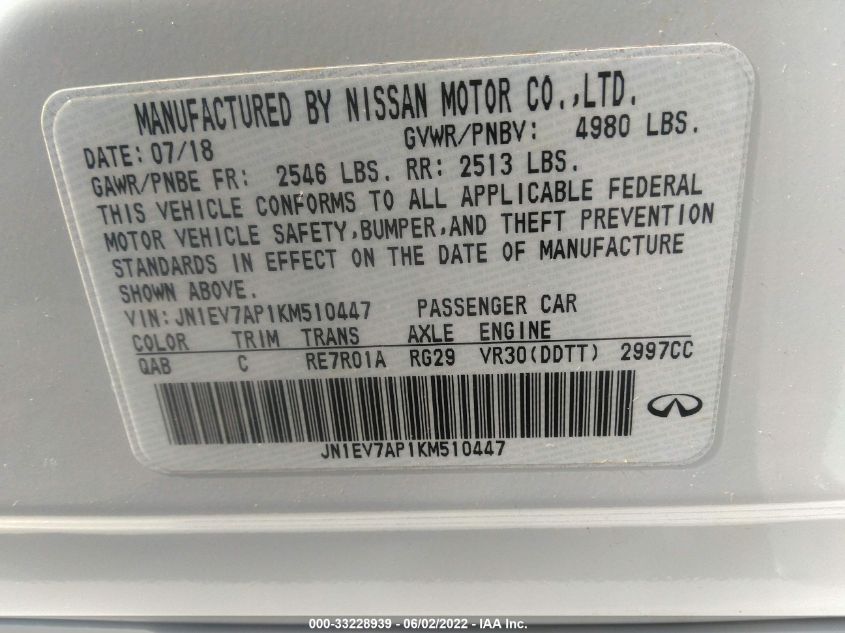 MANUFACTURED BY NISSAN MOTOR CO.,LTD.
DATE: 07/18 GVWR/PNBV: 4980 LBS.
GAWR/PNBE FR: 2546 LBS. RR: 2513 LBS.
THIS VEHICLE CONFORMS TO ALL APPLICABLE FEDERAL
MOTOR VEHICLE SAFETY,BUMPER,AND THEFT PREVENTION
STANDARDS IN EFFECT ON THE DATE OF MANUFACTURE
SHOWN ABOVE.
VIN: JN1EV7AP1KM510447 PASSENGER CAR
COLOR TRIM TRANS AXLE ENGINE
QAB C RE7R01A RG29 VR30(DDTT) 2997CC
JN1EV7AP1KM510447
000-33228939 - 06/02/2022 - IAA Inc.